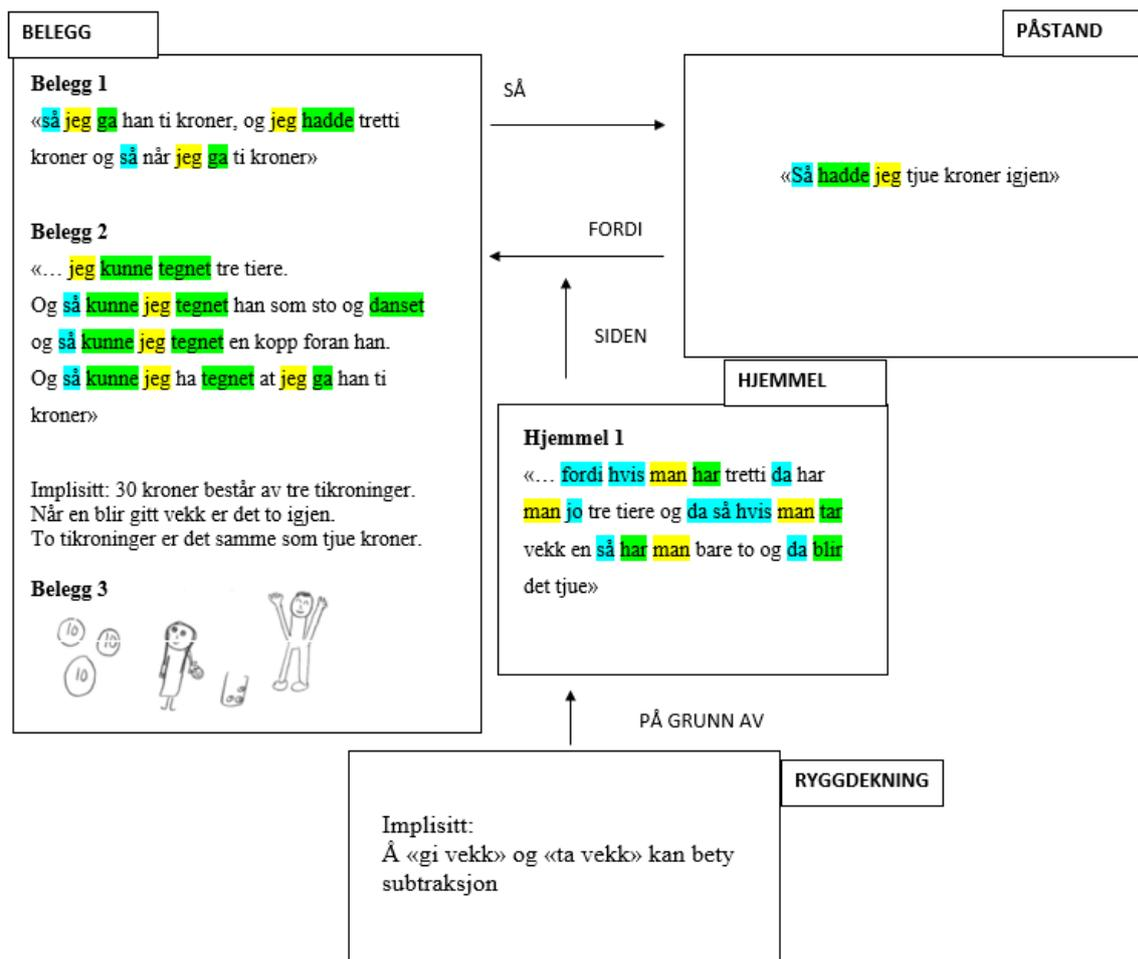 BELEGG
Belegg 1
«så jeg ga han ti kroner, og jeg hadde tretti
kroner og så når jeg ga ti kroner»
Belegg 2
«… jeg kunne tegnet tre tiere.
Og så kunne jeg tegnet han som sto og danset
og så kunne jeg tegnet en kopp foran han.
Og så kunne jeg ha tegnet at jeg ga han ti
kroner»
Implisitt: 30 kroner består av tre tikroninger.
Når en blir gitt vekk er det to igjen.
To tikroninger er det samme som tjue kroner.
Belegg 3
10
10
10
SÅ
FORDI
SIDEN
PÅSTAND
«Så hadde jeg tjue kroner igjen»
HJEMMEL
Hjemmel 1
«… fordi hvis man har tretti da har
man jo tre tiere og da så hvis man tar
vekk en så har man bare to og da blir
det tjue»
PÅ GRUNN AV
RYGGDEKNING
Implisitt:
Å «gi vekk» og «ta vekk» kan bety
subtraksjon